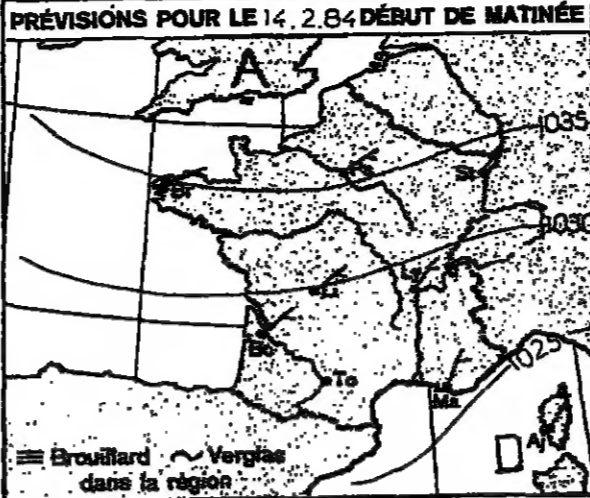 PRÉVISIONS POUR LE 14.2.84 DÉBUT DE MATINÉE
A
1035
Br
St
1030
Li
Bo
To
1025
Ma
Aj
Brouillard Verglas
dans la région